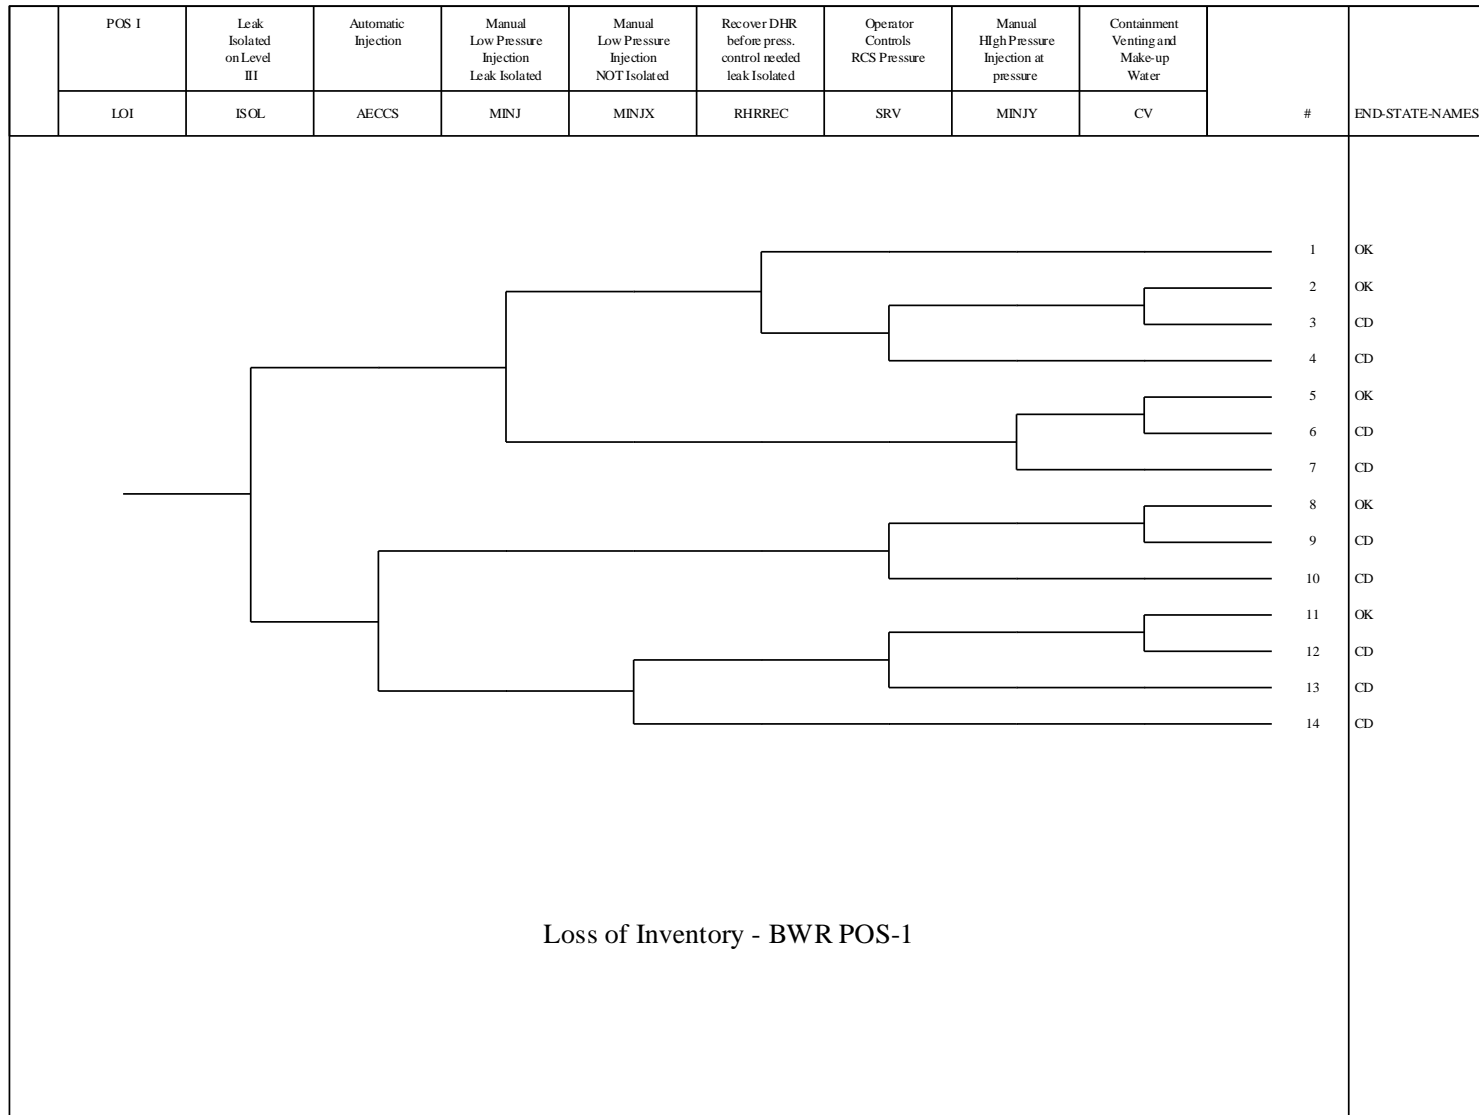 POS I
Leak
Isolated
on Level
III
Automatic
Injection
Manual
Low Pressure
Injection
Leak Isolated
Manual
Low Pressure
Injection
NOT Isolated
Recover DHR
before press.
control needed
leak Isolated
Operator
Controls
RCS Pressure
Manual
HIgh Pressure
Injection at
pressure
Containment
Venting and
Make-up
Water
LOI
ISOL
AECCS
MINJ
MINJX
RHRREC
SRV
MINJY
CV
#
END-STATE-NAMES
1 OK
2 OK
3 CD
4 CD
5 OK
6 CD
7 CD
8 OK
9 CD
10 CD
11 OK
12 CD
13 CD
14 CD
Loss of Inventory - BWR POS-1